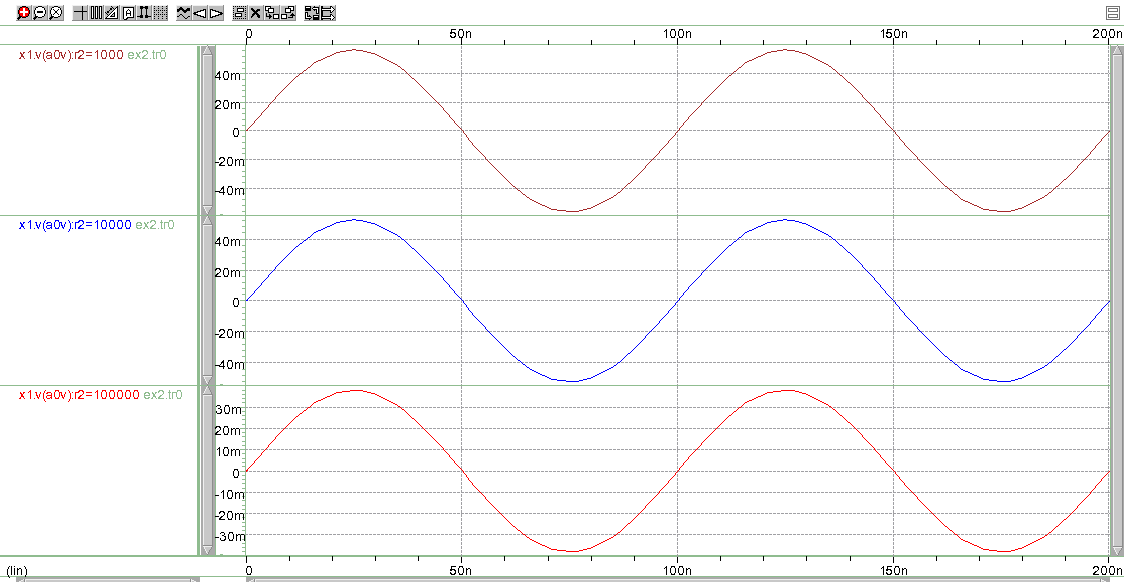 A
0 50n 100n 150n 200n
x1.v(a0v):r2=1000 ex2.tr0
40m
20m
0
-20m
-40m
x1.v(a0v):r2=10000 ex2.tr0
40m
20m
0
-20m
-40m
x1.v(a0v):r2=100000 ex2.tr0
30m
20m
10m
0
-10m
-20m
-30m
(lin) 0 50n 100n 150n 200n